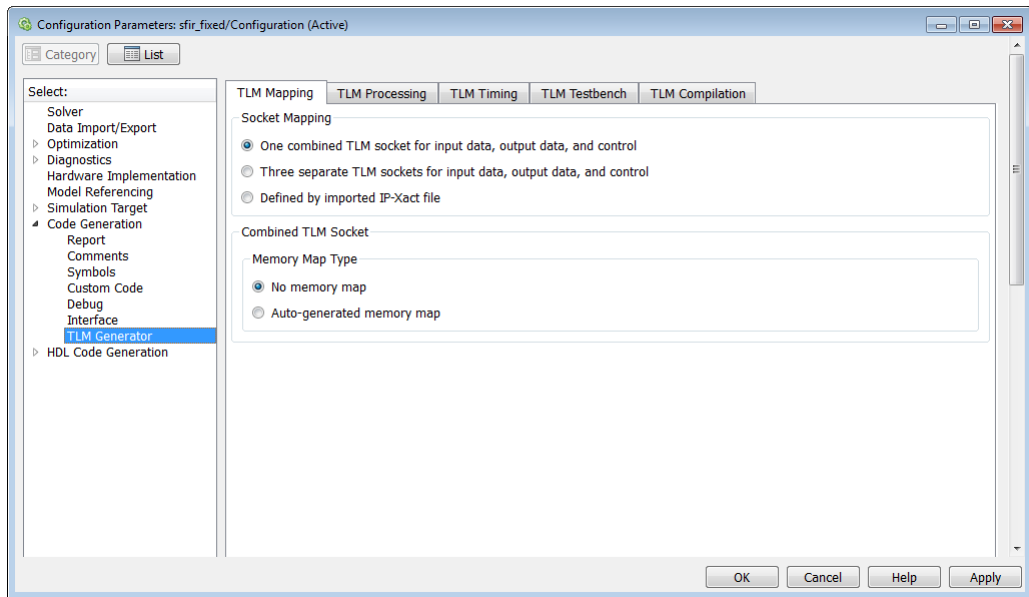 Configuration Parameters: sfir_fixed/Configuration (Active)
Category
List
Select:
Solver
Data Import/Export
Optimization
Diagnostics
Hardware Implementation
Model Referencing
Simulation Target
Code Generation
Report
Comments
Symbols
Custom Code
Debug
Interface
TLM Generator
HDL Code Generation
TLM Mapping
TLM Processing
TLM Timing
TLM Testbench
TLM Compilation
Socket Mapping
One combined TLM socket for input data, output data, and control
Three separate TLM sockets for input data, output data, and control
Defined by imported IP-Xact file
Combined TLM Socket
Memory Map Type
No memory map
Auto-generated memory map
OK
Cancel
Help
Apply